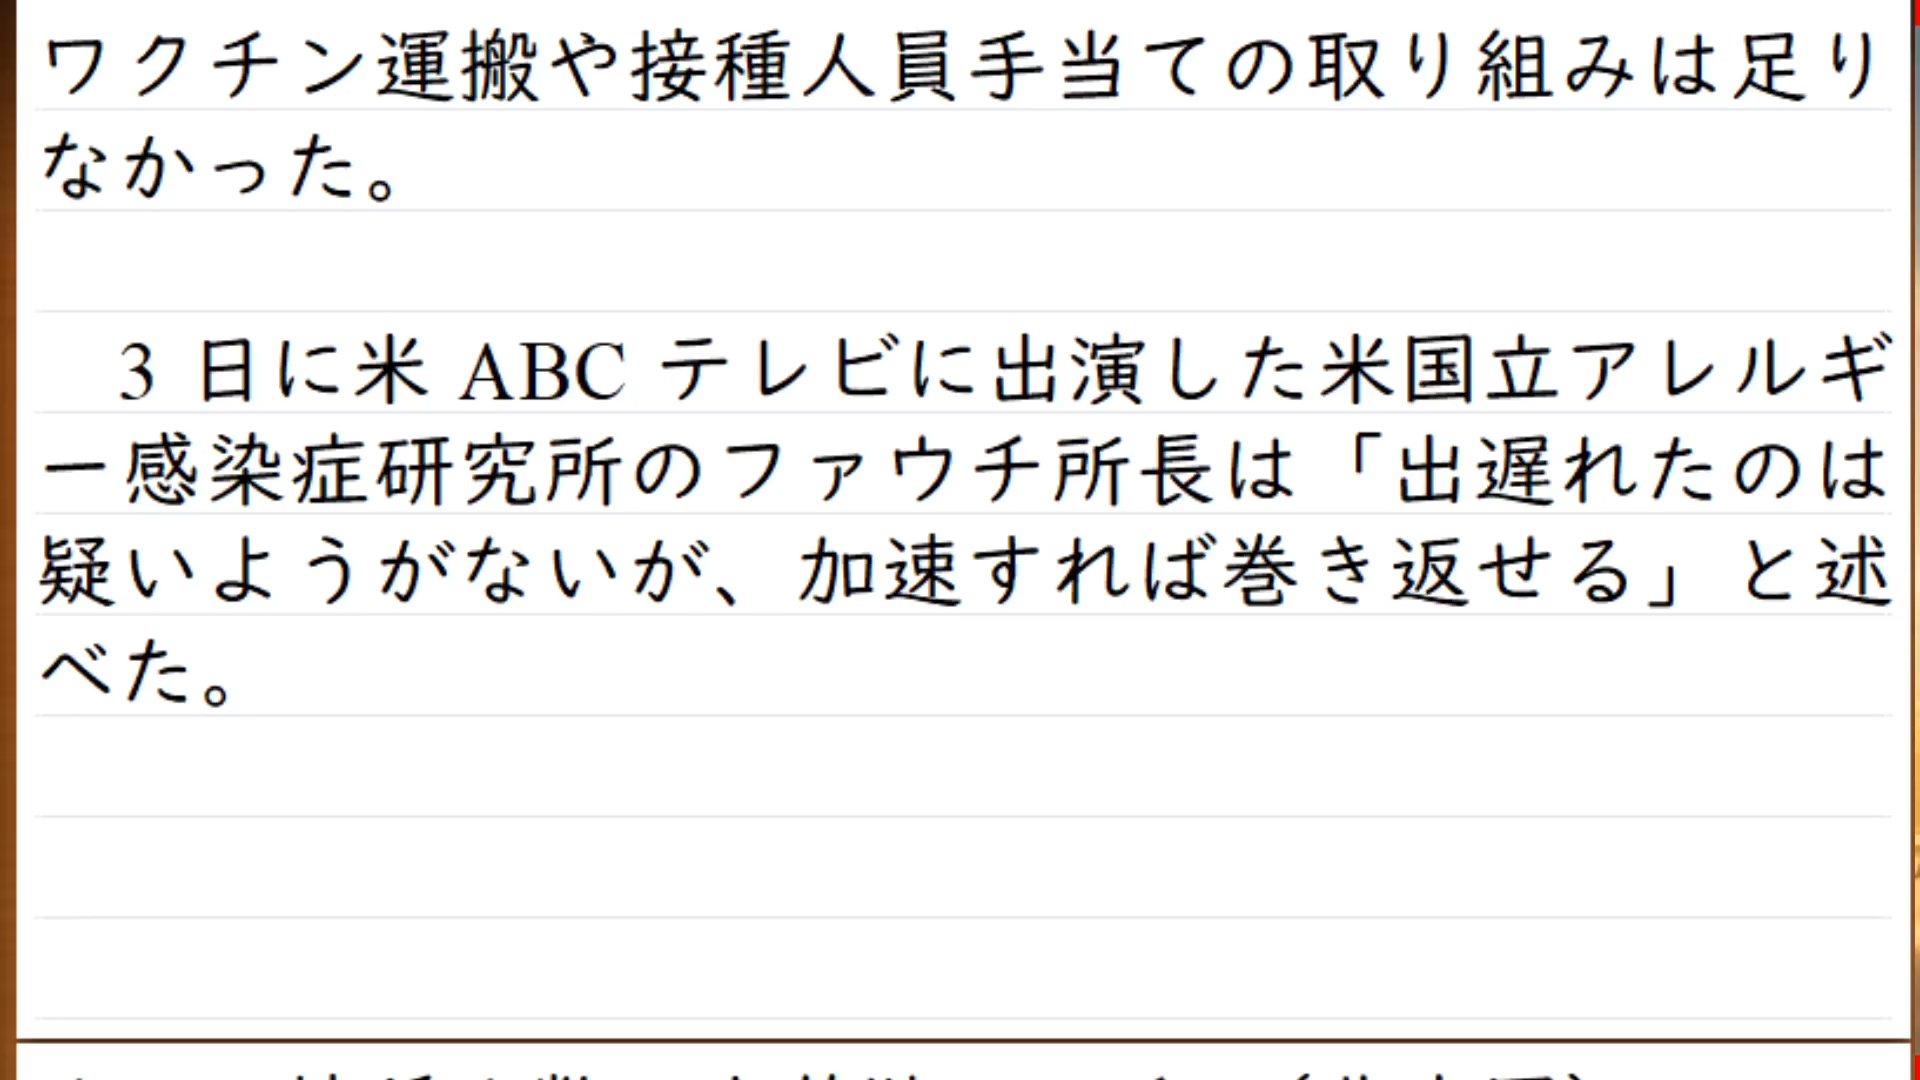 ワクチン運搬や接種人員手当ての取り組みは足り
なかった。
3 日に米 ABC テレビに出演した米国立アレルギ
ー感染症研究所のファウチ所長は「出遅れたのは
疑いようがないが、加速すれば巻き返せる」と述
べた。